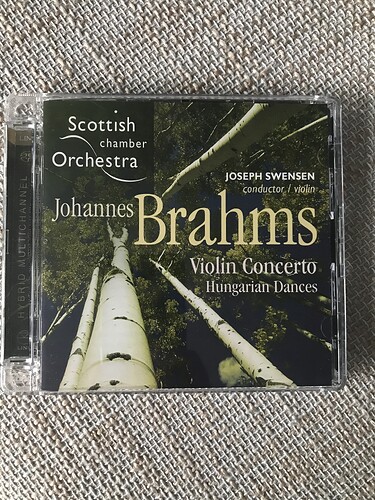 Scottish
chamber
Orchestra
JOSEPH SWENSEN
conductor / violin
Johannes Brahms
Violin Concerto
Hungarian Dances
HYBRID MULTICHANNEL